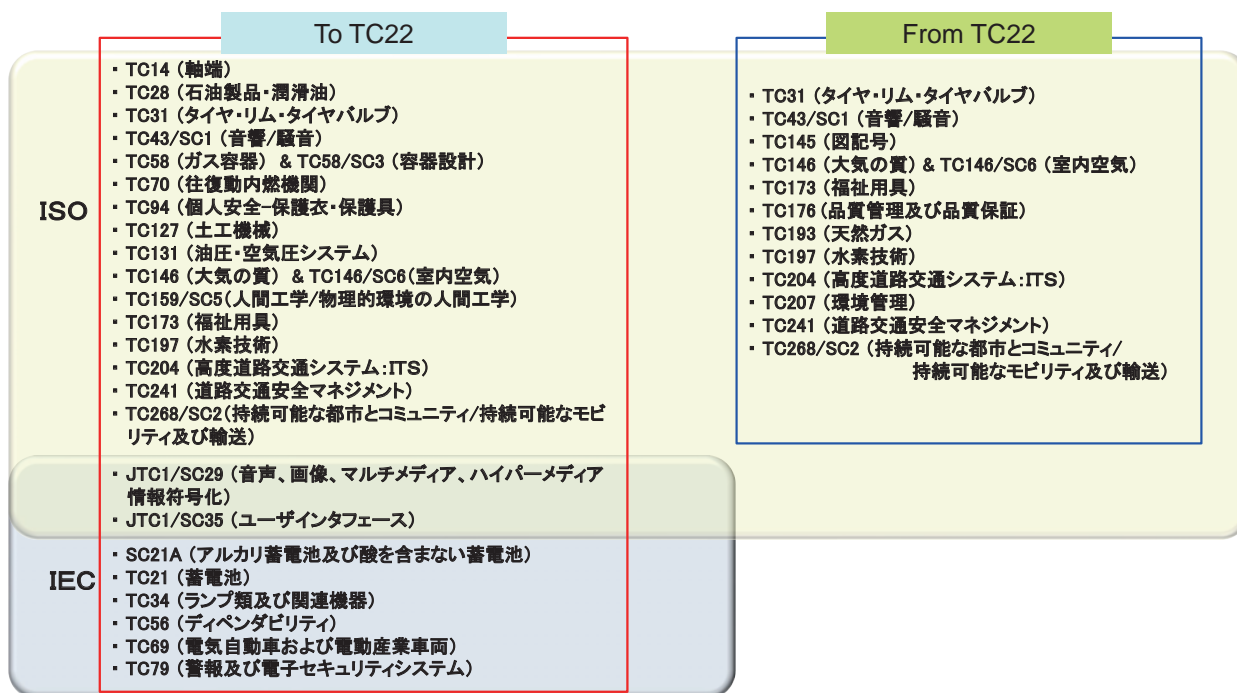 To TC22
ISO
・TC14 (軸端)
・TC28 (石油製品・潤滑油)
・TC31 (タイヤ・リム・タイヤバルブ)
・TC43/SC1 (音響/騒音)
・TC58 (ガス容器) & TC58/SC3 (容器設計)
・TC70 (往復動内燃機関)
・TC94 (個人安全-保護衣・保護具)
・TC127 (土工機械)
・TC131 (油圧・空気圧システム)
・TC146 (大気の質) & TC146/SC6(室内空気)
・TC159/SC5(人間工学/物理的環境の人間工学)
・TC173 (福祉用具)
・TC197 (水素技術)
・TC204 (高度道路交通システム:ITS)
・TC241 (道路交通安全マネジメント)
・TC268/SC2(持続可能な都市とコミュニティ/持続可能なモビ
リティ及び輸送)
・JTC1/SC29 (音声、画像、マルチメディア、ハイパーメディア
情報符号化)
・JTC1/SC35 (ユーザインタフェース)
IEC
・SC21A (アルカリ蓄電池及び酸を含まない蓄電池)
・TC21 (蓄電池)
・TC34 (ランプ類及び関連機器)
・TC56 (ディペンダビリティ)
・TC69 (電気自動車および電動産業車両)
・TC79 (警報及び電子セキュリティシステム)
From TC22
・TC31 (タイヤ・リム・タイヤバルブ)
・TC43/SC1 (音響/騒音)
・TC145 (図記号)
・TC146 (大気の質) & TC146/SC6 (室内空気)
・TC173 (福祉用具)
・TC176 (品質管理及び品質保証)
・TC193 (天然ガス)
・TC197 (水素技術)
・TC204 (高度道路交通システム:ITS)
・TC207 (環境管理)
・TC241 (道路交通安全マネジメント)
・TC268/SC2 (持続可能な都市とコミュニティ/
持続可能なモビリティ及び輸送)